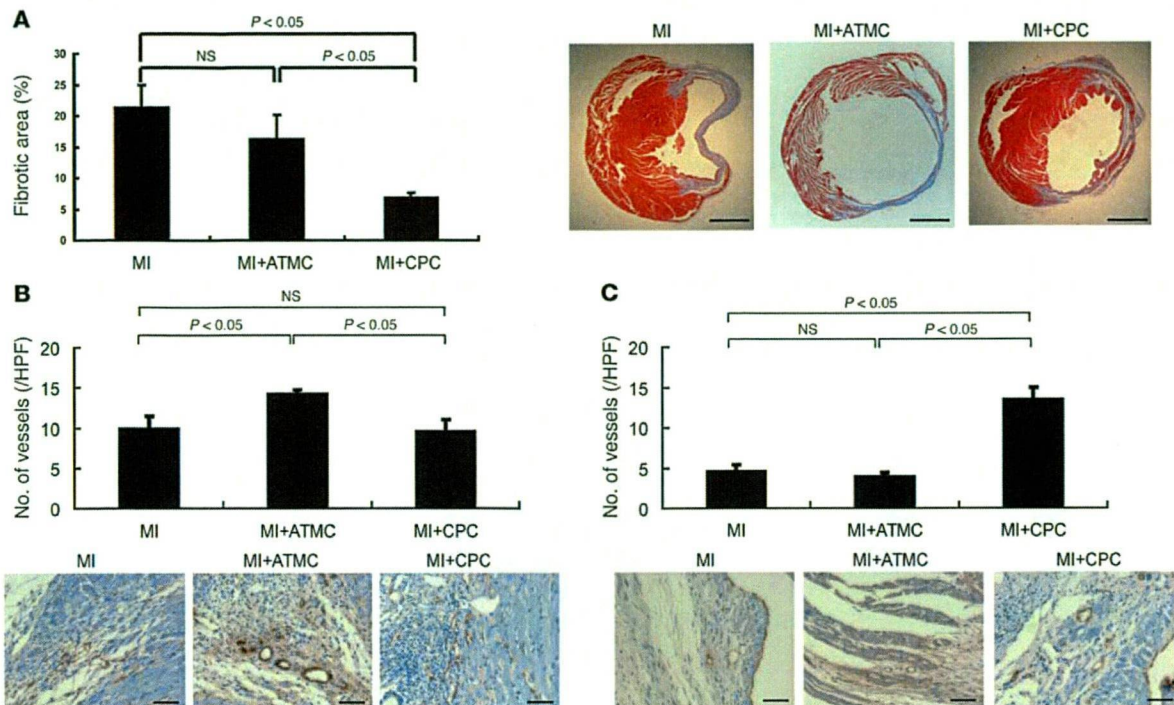 A
P < 0.05
NS
P < 0.05
Fibrotic area (%)
30
25
20
15
10
5
0
MI
MI+ATMC
MI+CPC
MI
MI+ATMC
MI+CPC
B
NS
P < 0.05
P < 0.05
No. of vessels (/HPF)
20
15
10
5
0
MI
MI+ATMC
MI+CPC
MI
MI+ATMC
MI+CPC
C
P < 0.05
NS
P < 0.05
No. of vessels (/HPF)
20
15
10
5
0
MI
MI+ATMC
MI+CPC
MI
MI+ATMC
MI+CPC